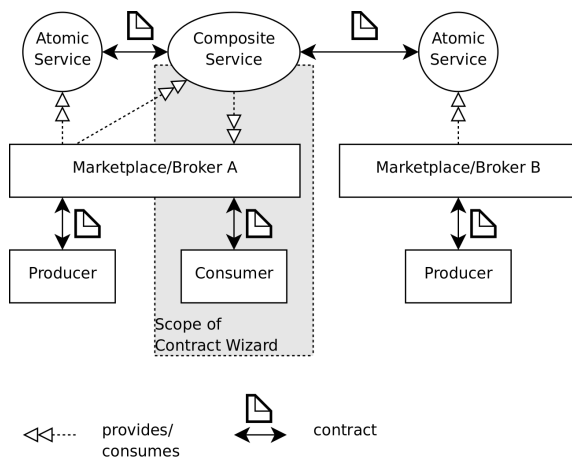 Atomic
Service
Composite
Service
Atomic
Service
Marketplace/Broker A
Marketplace/Broker B
Producer
Consumer
Producer
Scope of
Contract Wizard
provides/
consumes
contract